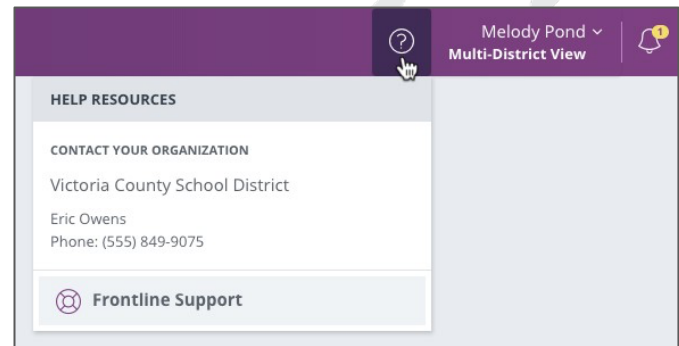 ?
Melody Pond
Multi-District View
1
HELP RESOURCES
CONTACT YOUR ORGANIZATION
Victoria County School District
Eric Owens
Phone: (555) 849-9075
Frontline Support